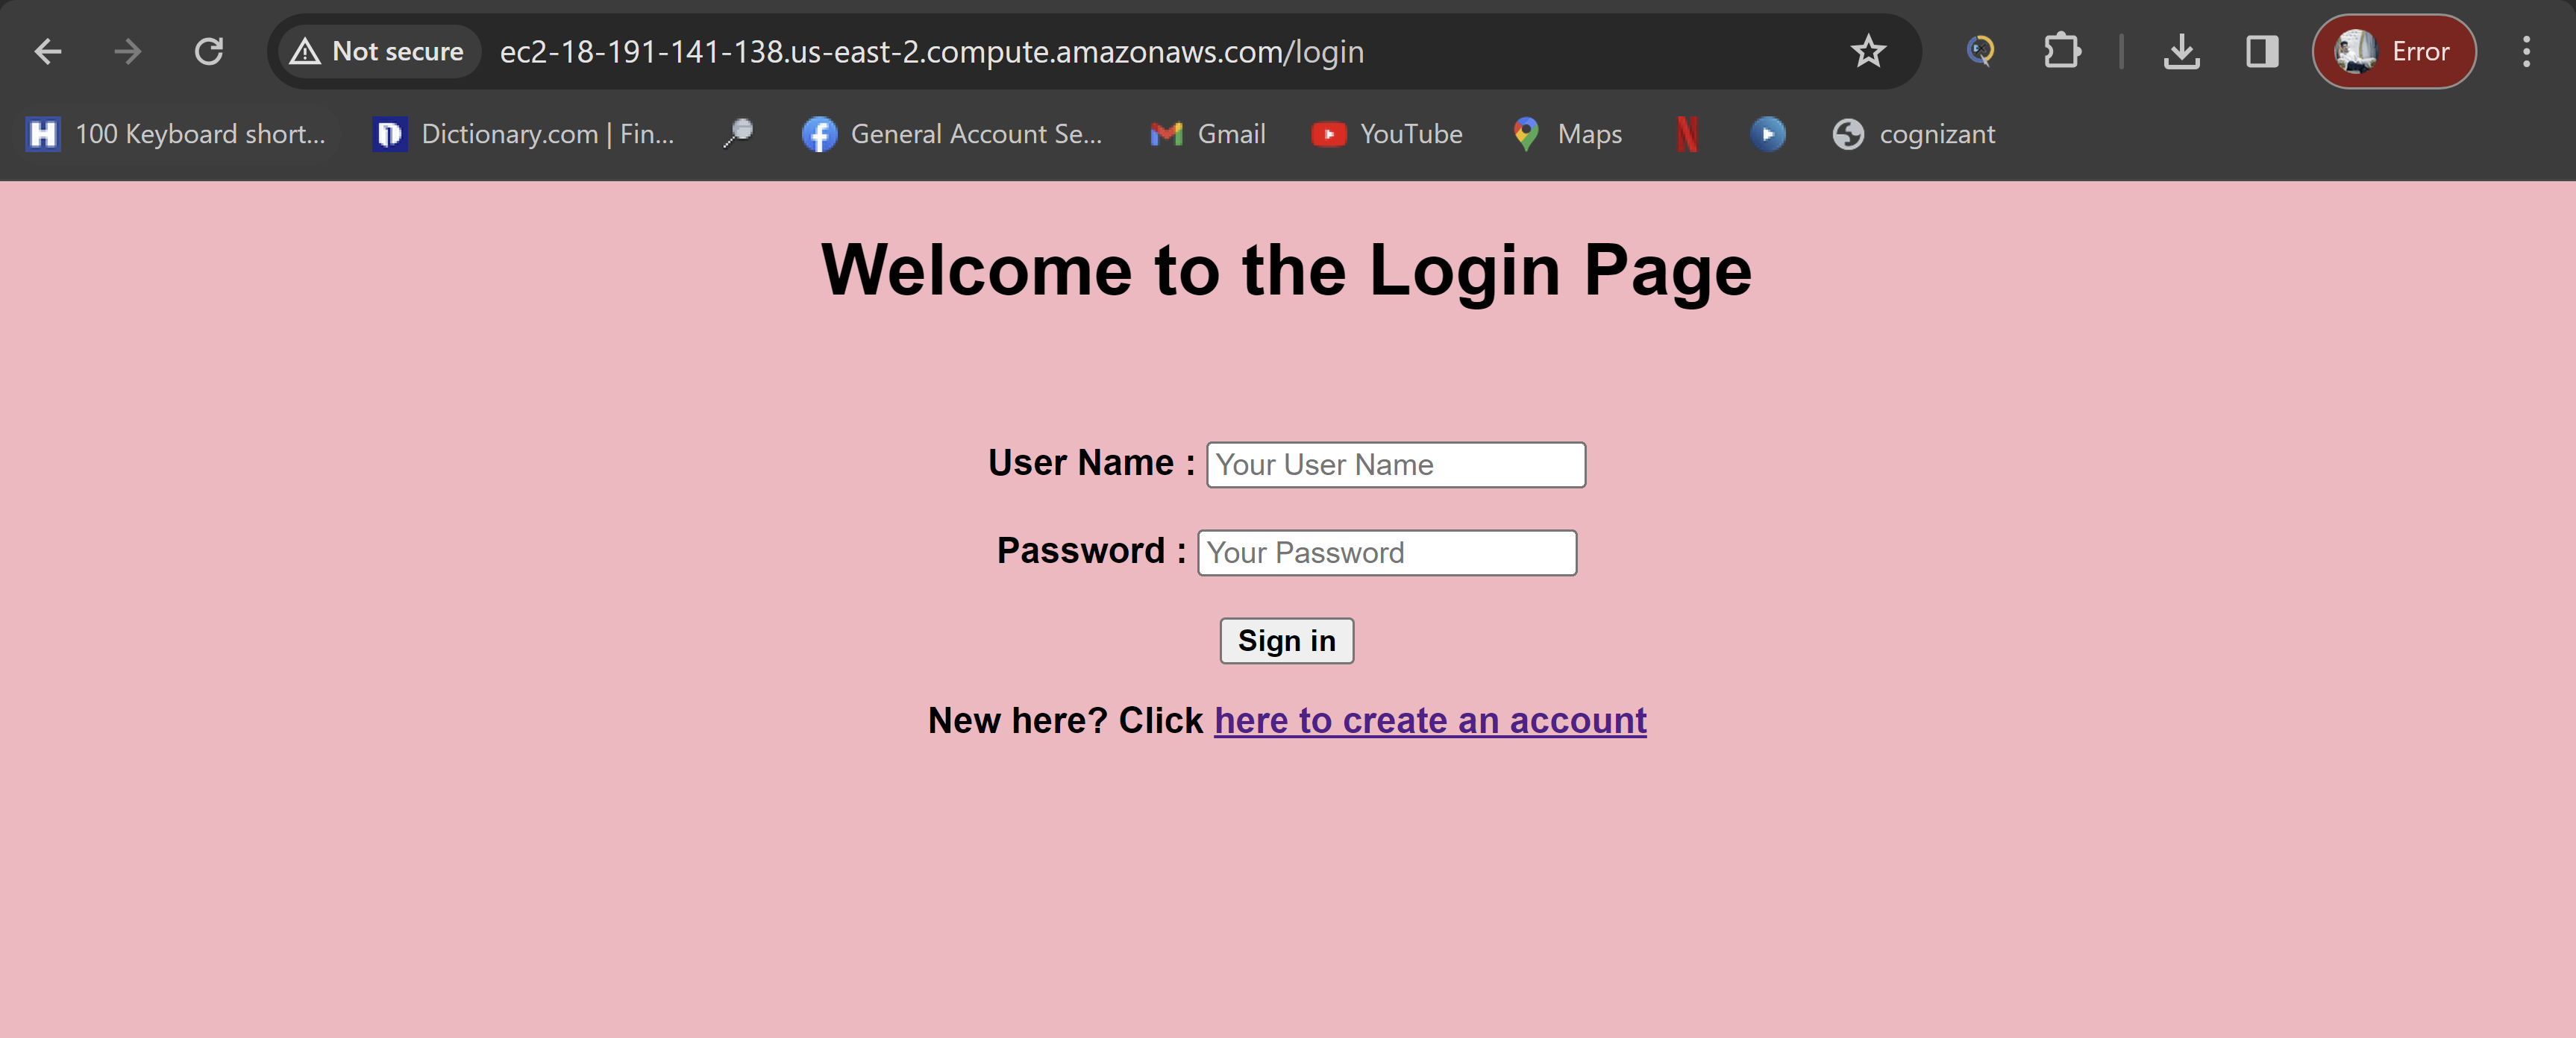 Not secure ec2-18-191-141-138.us-east-2.compute.amazonaws.com/login Error
100 Keyboard short... Dictionary.com | Fin... General Account Se... Gmail YouTube Maps cognizant
Welcome to the Login Page
User Name : Your User Name
Password : Your Password
Sign in
New here? Click here to create an account